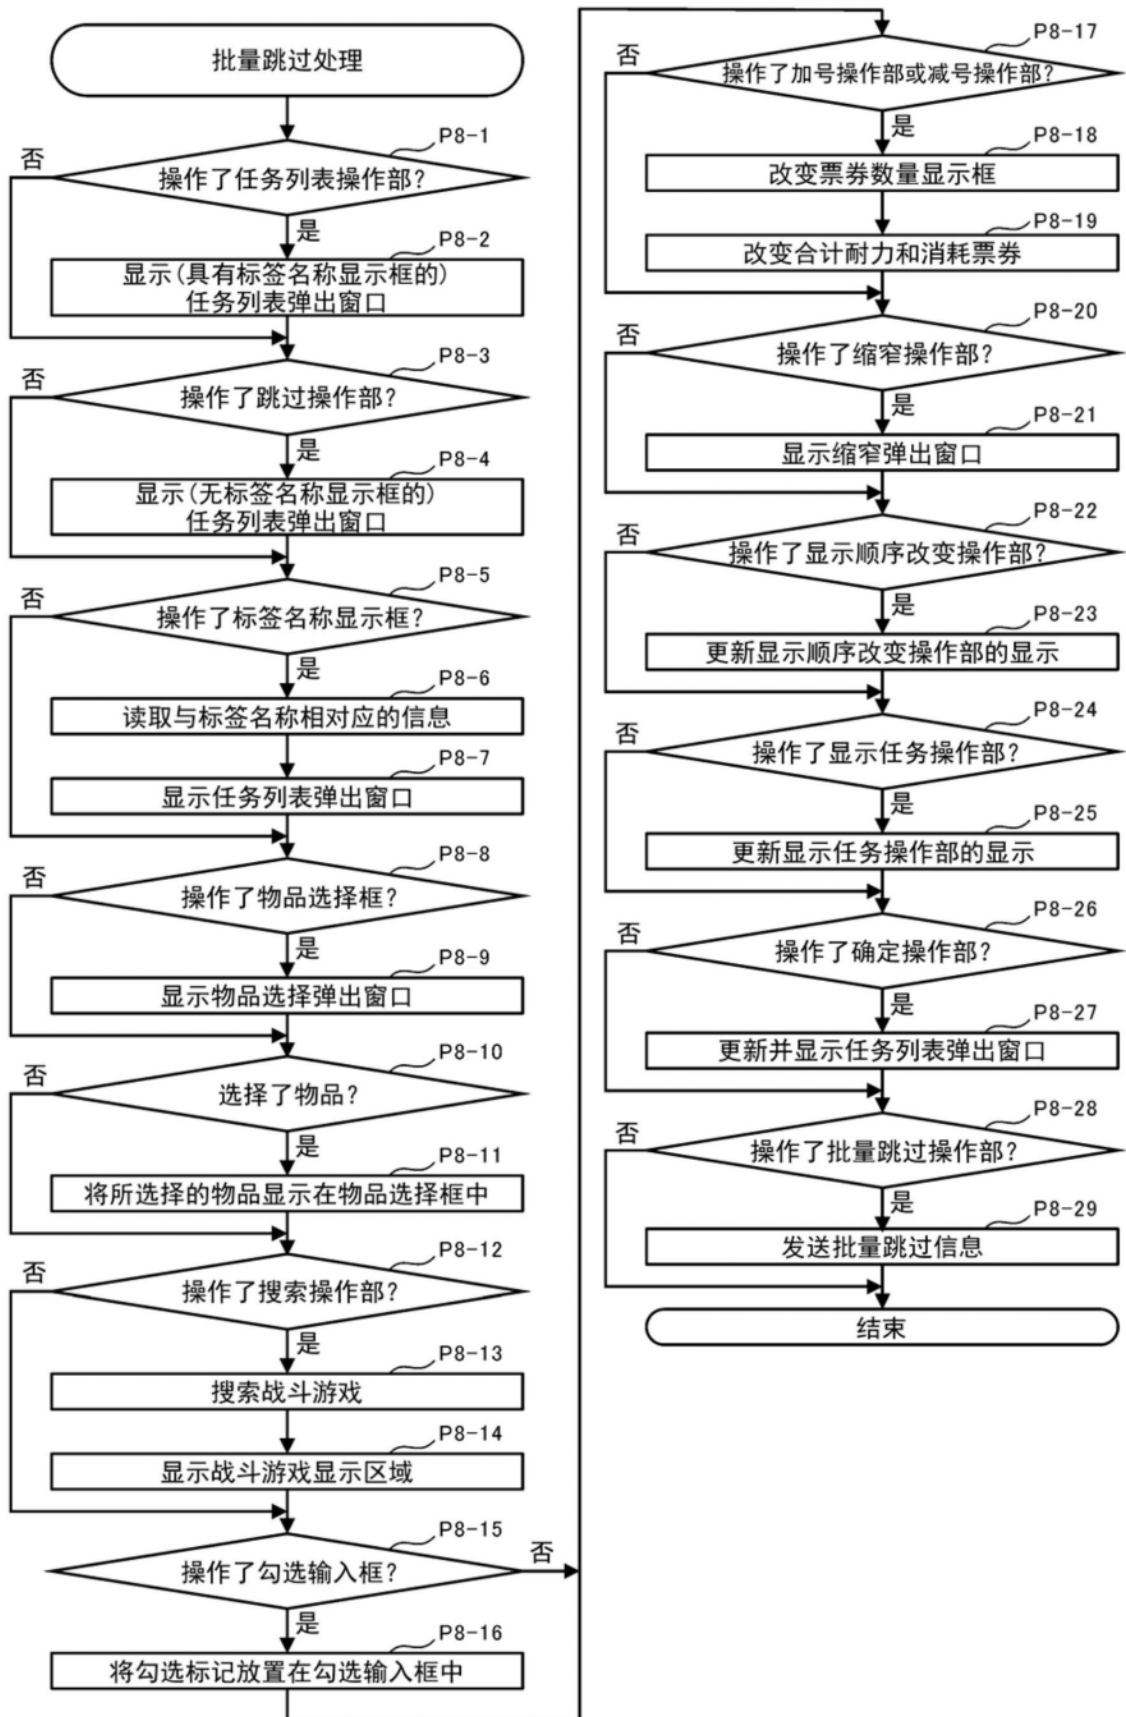 批量跳过处理
P8-1
否
操作了任务列表操作部?
是
P8-2
显示(具有标签名称显示框的)
任务列表弹出窗口
P8-3
否
操作了跳过操作部?
是
P8-4
显示(无标签名称显示框的)
任务列表弹出窗口
P8-5
否
操作了标签名称显示框?
是
P8-6
读取与标签名称相对应的信息
P8-7
显示任务列表弹出窗口
P8-8
否
操作了物品选择框?
是
P8-9
显示物品选择弹出窗口
P8-10
否
选择了物品?
是
P8-11
将所选择的物品显示在物品选择框中
P8-12
否
操作了搜索操作部?
是
P8-13
搜索战斗游戏
P8-14
显示战斗游戏显示区域
P8-15
操作了勾选输入框?
否
是
P8-16
将勾选标记放置在勾选输入框中
P8-17
否
操作了加号操作部或减号操作部?
是
P8-18
改变票券数量显示框
P8-19
改变合计耐力和消耗票券
P8-20
否
操作了缩窄操作部?
是
P8-21
显示缩窄弹出窗口
P8-22
否
操作了显示顺序改变操作部?
是
P8-23
更新显示顺序改变操作部的显示
P8-24
否
操作了显示任务操作部?
是
P8-25
更新显示任务操作部的显示
P8-26
否
操作了确定操作部?
是
P8-27
更新并显示任务列表弹出窗口
P8-28
否
操作了批量跳过操作部?
是
P8-29
发送批量跳过信息
结束